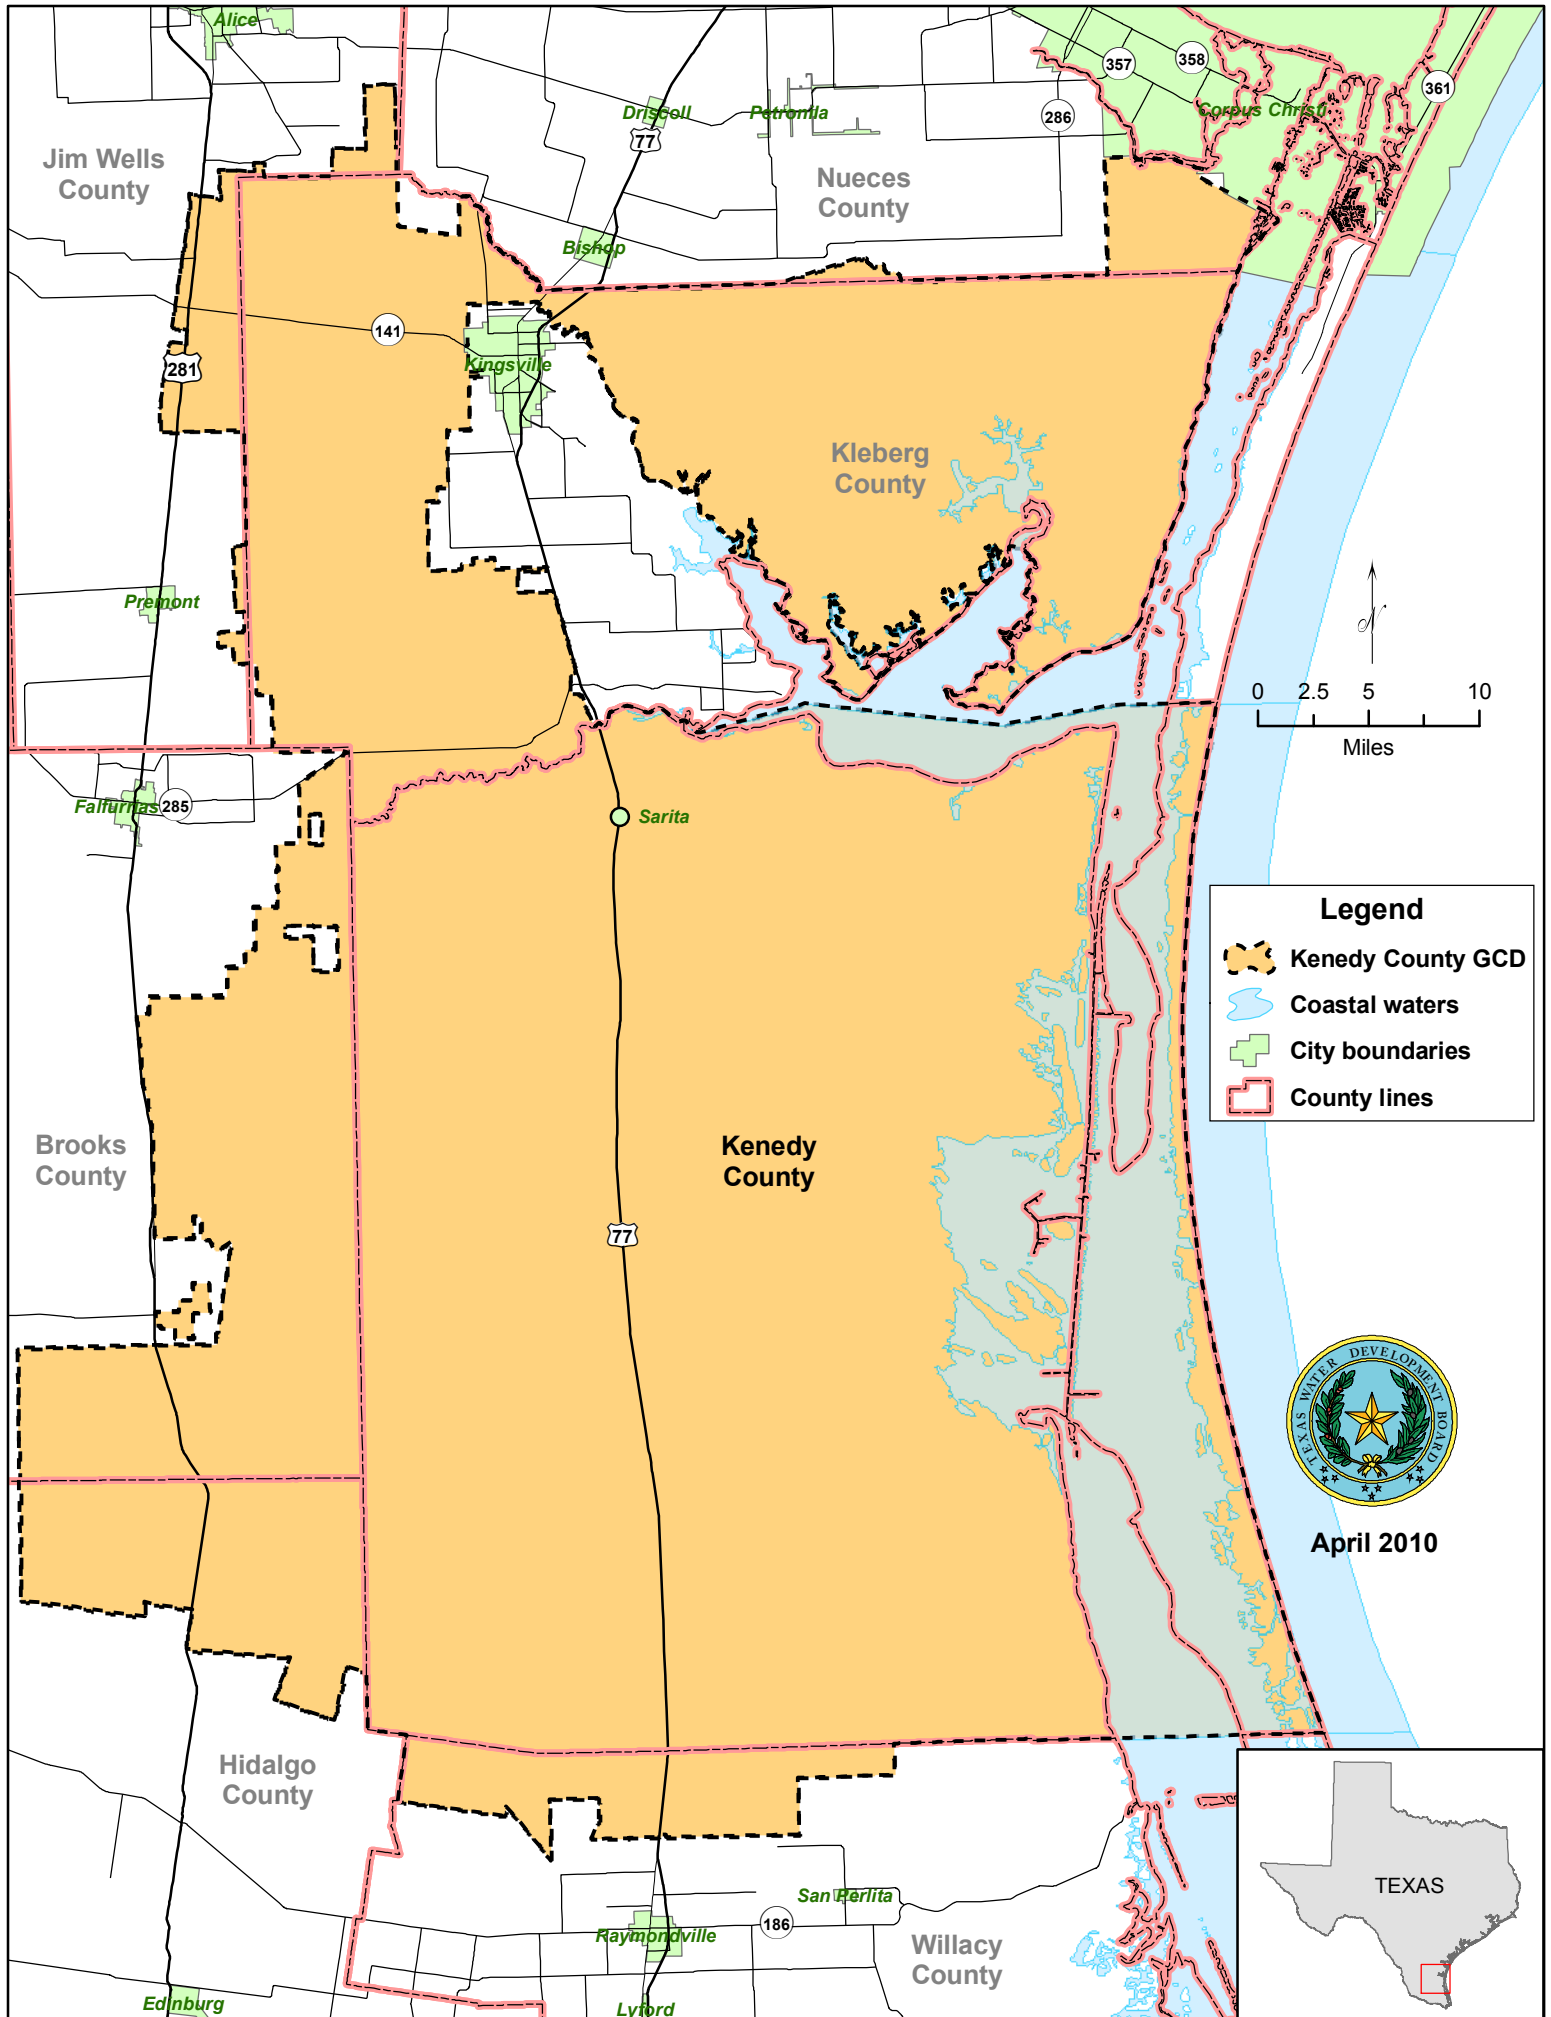 Alice
Jim Wells
County
Driscoll
77
Petronila
286
357
358
Corpus Christi
361
Nueces
County
Bishop
141
281
Kingsville
Kleberg
County
Premont
0 2.5 5 10
Miles
Falfurrias
285
Sarita
Legend
Kenedy County GCD
Coastal waters
City boundaries
County lines
Brooks
County
Kenedy
County
77
TEXAS WATER DEVELOPMENT BOARD
April 2010
Hidalgo
County
TEXAS
San Perlita
186
Raymondville
Willacy
County
Edinburg
Lyford